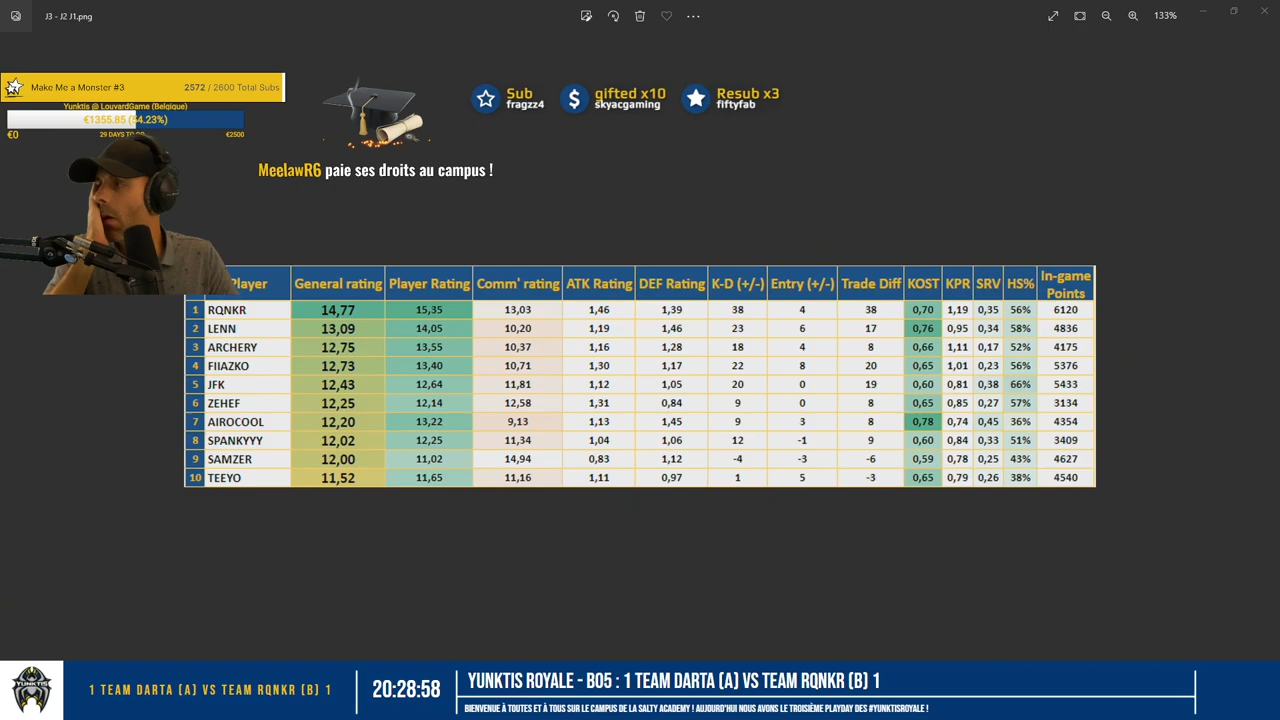 J3 - J2 J1.png
133%
Make Me a Monster #3
2572 / 2600 Total Subs
Yunktis @ LouvardGame (Belgique)
€1355.85 (54.23%)
€0
€2500
Sub
fragzz4
gifted x10
skyacgaming
Resub x3
fiftyfab
MeelawR6 paie ses droits au campus !
Player General rating Player Rating Comm' rating ATK Rating DEF Rating K-D (+/-) Entry (+/-) Trade Diff KOST KPR SRV HS% In-game Points
1 RQNKR 14,77 15,35 13,03 1,46 1,39 38 4 38 0,70 1,19 0,35 56% 6120
2 LENN 13,09 14,05 10,20 1,19 1,46 23 6 17 0,76 0,95 0,34 58% 4836
3 ARCHERY 12,75 13,55 10,37 1,16 1,28 18 4 8 0,66 1,11 0,17 52% 4175
4 FIIAZKO 12,73 13,40 10,71 1,30 1,17 22 8 20 0,65 1,01 0,23 56% 5376
5 JFK 12,43 12,64 11,81 1,12 1,05 20 0 19 0,60 0,81 0,38 66% 5433
6 ZEHEF 12,25 12,14 12,58 1,31 0,84 9 0 8 0,65 0,85 0,27 57% 3134
7 AIROCOOL 12,20 13,22 9,13 1,13 1,45 9 3 8 0,78 0,74 0,45 36% 4354
8 SPANKYYY 12,02 12,25 11,34 1,04 1,06 12 -1 9 0,60 0,84 0,33 51% 3409
9 SAMZER 12,00 11,02 14,94 0,83 1,12 -4 -3 -6 0,59 0,78 0,25 43% 4627
10 TEEYO 11,52 11,65 11,16 1,11 0,97 1 5 -3 0,65 0,79 0,26 38% 4540
YUNKTIS
1 TEAM DARTA (A) VS TEAM RQNKR (B) 1
20:28:58
YUNKTIS ROYALE - BO5 : 1 TEAM DARTA (A) VS TEAM RQNKR (B) 1
BIENVENUE À TOUTES ET À TOUS SUR LE CAMPUS DE LA SALTY ACADEMY ! AUJOURD'HUI NOUS AVONS LE TROISIÈME PLAYDAY DES #YUNKTISROYALE !